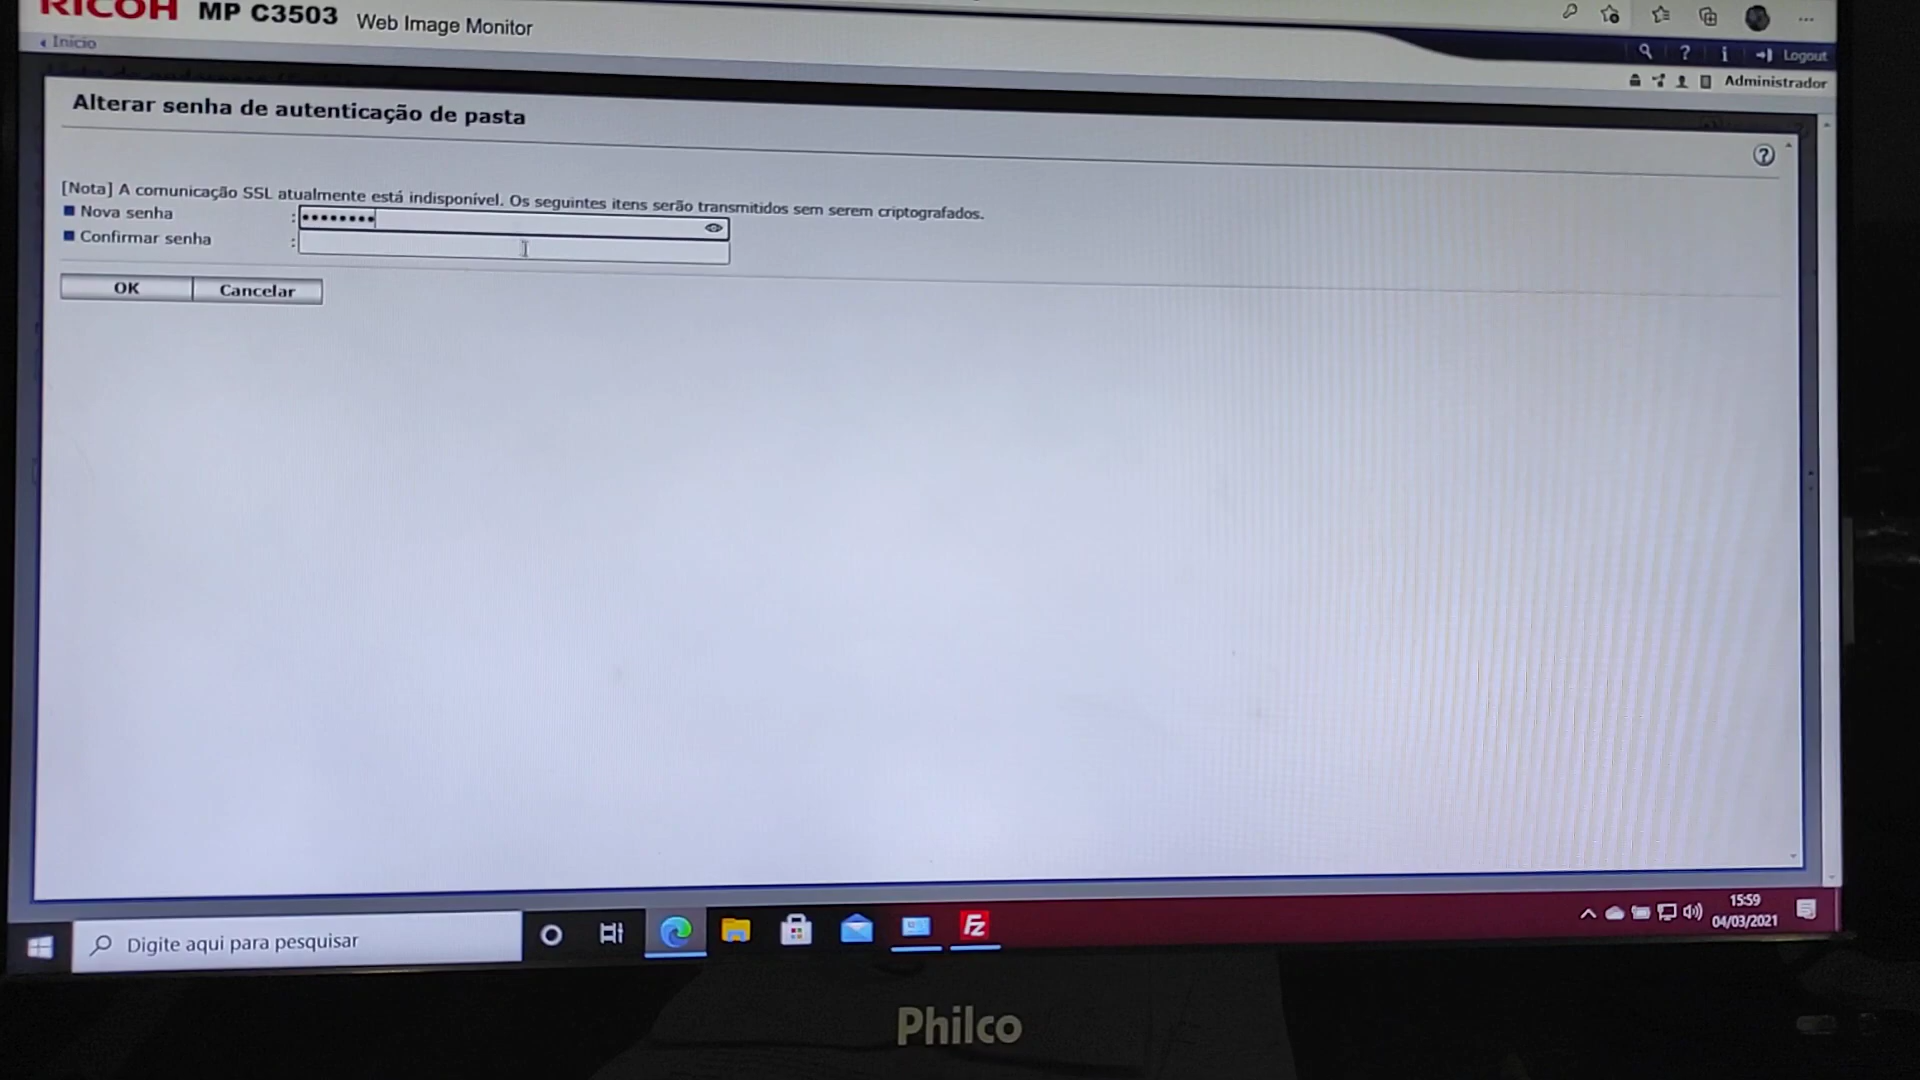 RICOH MP C3503 Web Image Monitor
Início
? i Logout
Administrador
Alterar senha de autenticação de pasta
?
[Nota] A comunicação SSL atualmente está indisponível. Os seguintes itens serão transmitidos sem serem criptografados.
Nova senha : ••••••••
Confirmar senha :
OK Cancelar
Digite aqui para pesquisar
Fz
15:59
04/03/2021
Philco